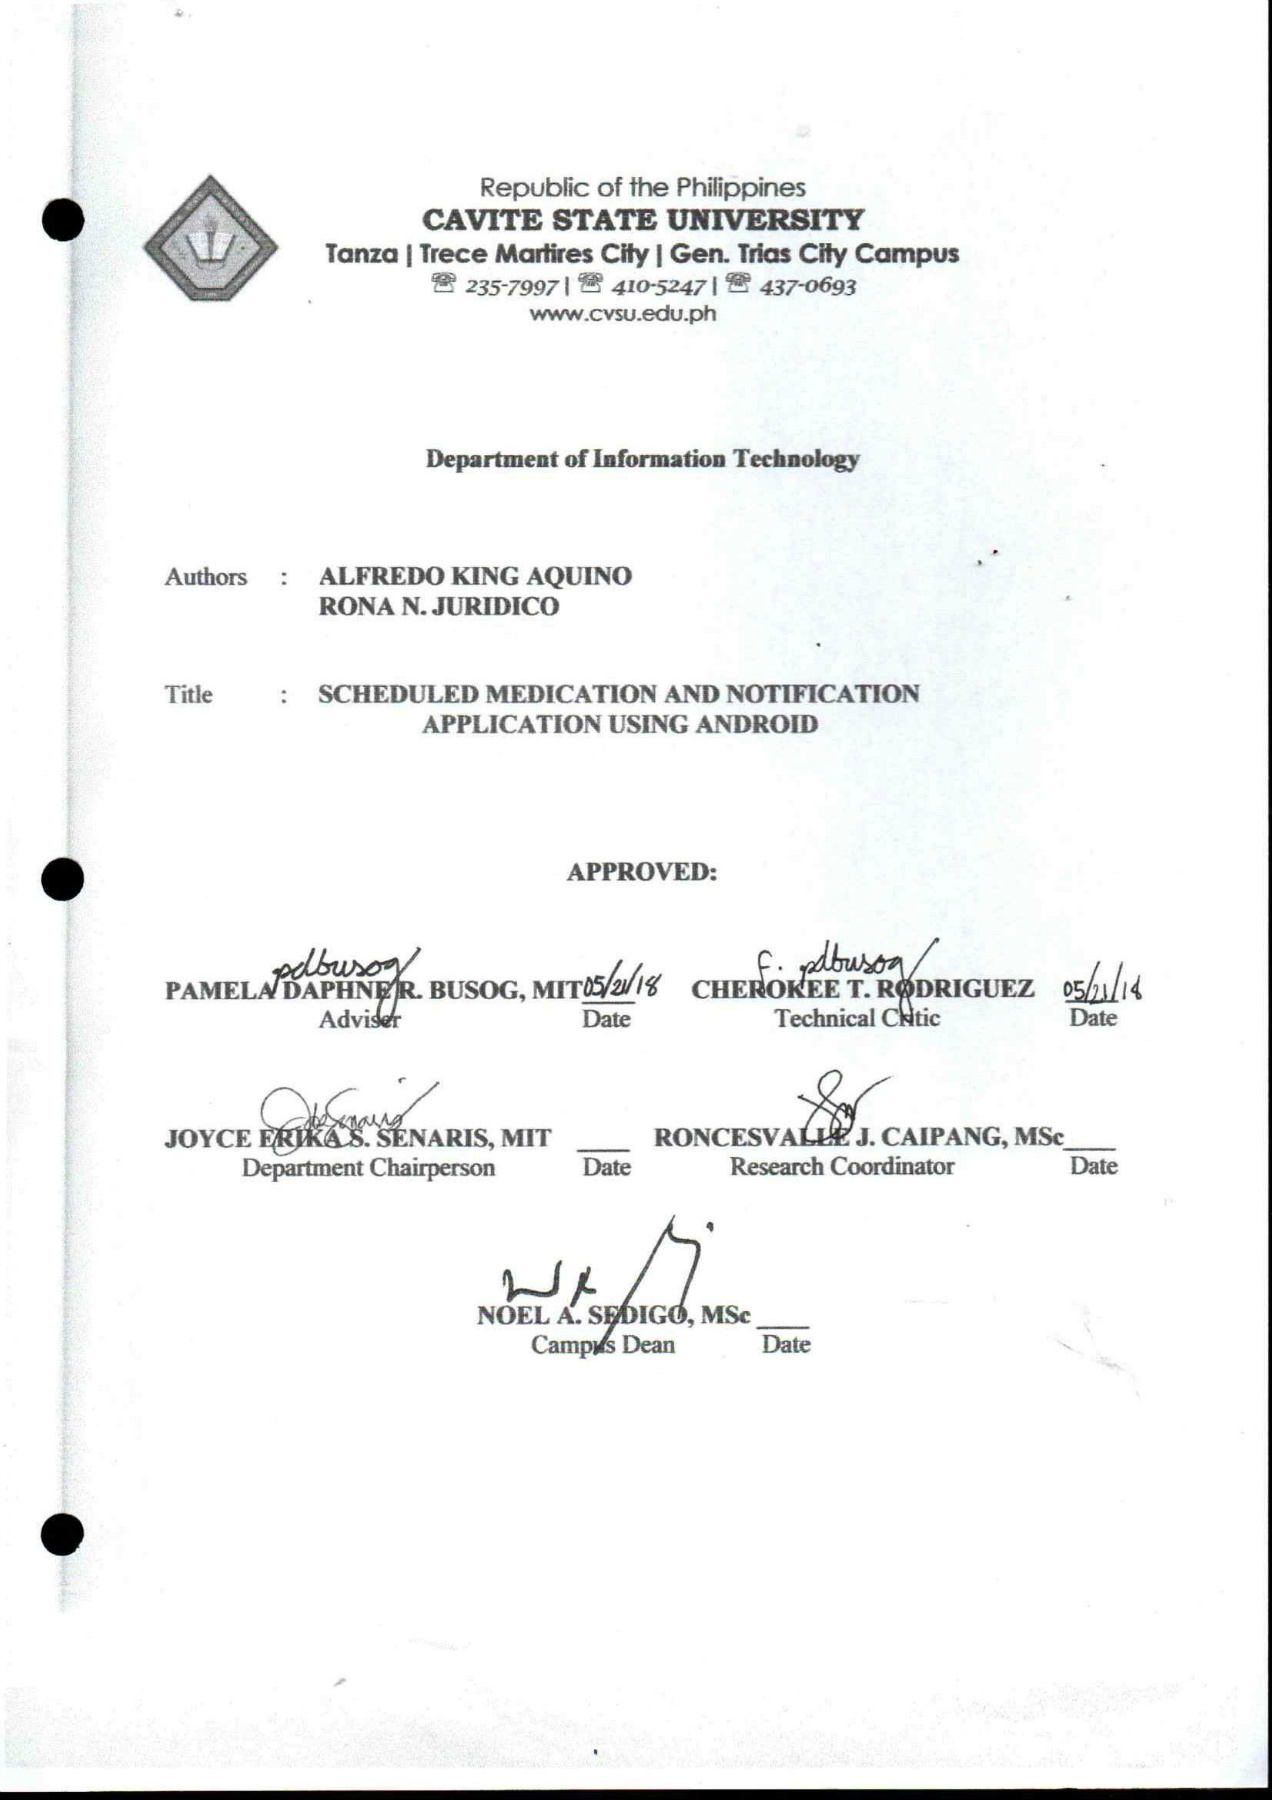 Republic of the Philippines
CAVITE STATE UNIVERSITY
Tanza | Trece Martires City | Gen. Trias City Campus
☏ 235-7997 | ☏ 410-5247 | ☏ 437-0693
www.cvsu.edu.ph
Department of Information Technology
Authors : ALFREDO KING AQUINO
RONA N. JURIDICO
Title : SCHEDULED MEDICATION AND NOTIFICATION
APPLICATION USING ANDROID
APPROVED:
pdbusog f. pdbusog
PAMELA DAPHNE R. BUSOG, MIT 05/21/18 CHEROKEE T. RODRIGUEZ 05/21/18
Adviser Date Technical Critic Date
JOYCE ERIKA S. SENARIS, MIT ____ RONCESVALLE J. CAIPANG, MSc ____
Department Chairperson Date Research Coordinator Date
NOEL A. SEDIGO, MSc ____
Campus Dean Date